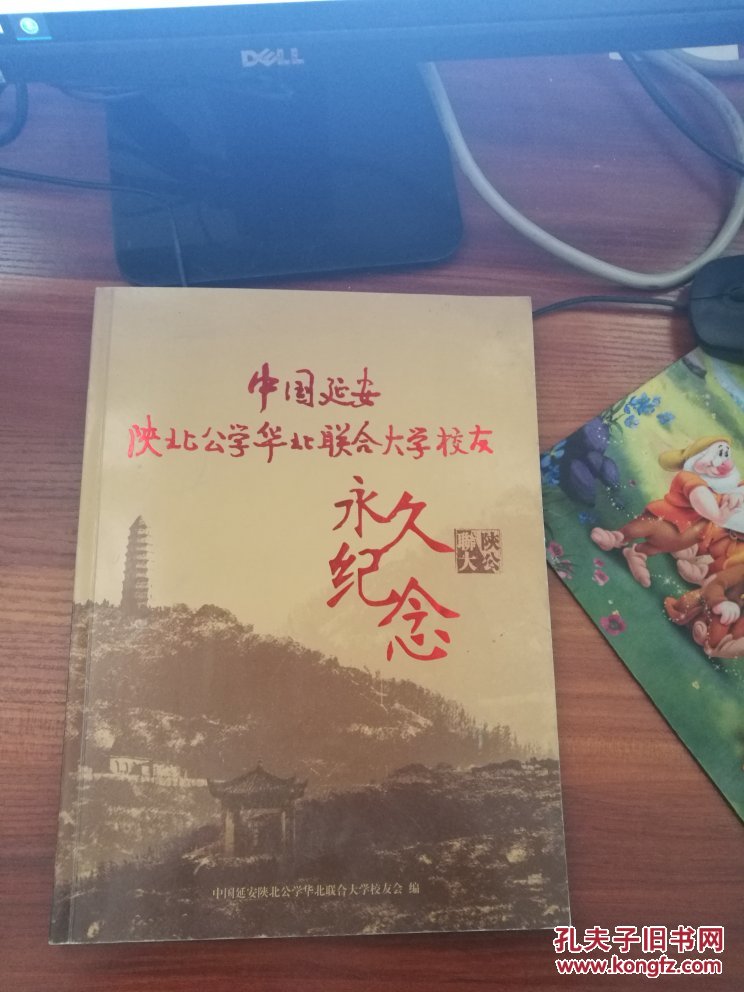 DELL
中国延安
陕北公学华北联合大学校友
永久
纪念
陕公
聯大
中国延安陕北公学华北联合大学校友会 编
孔夫子旧书网
www.kongfz.com